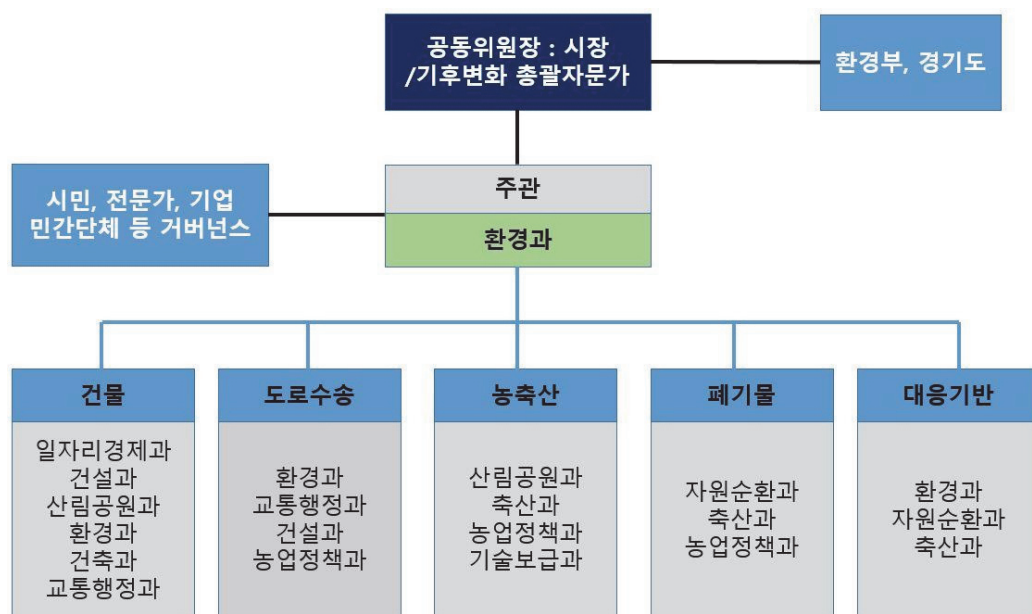 공동위원장 : 시장
/기후변화 총괄자문가
환경부, 경기도
시민, 전문가, 기업
민간단체 등 거버넌스
주관
환경과
건물
일자리경제과
건설과
산림공원과
환경과
건축과
교통행정과
도로수송
환경과
교통행정과
건설과
농업정책과
농축산
산림공원과
축산과
농업정책과
기술보급과
폐기물
자원순환과
축산과
농업정책과
대응기반
환경과
자원순환과
축산과